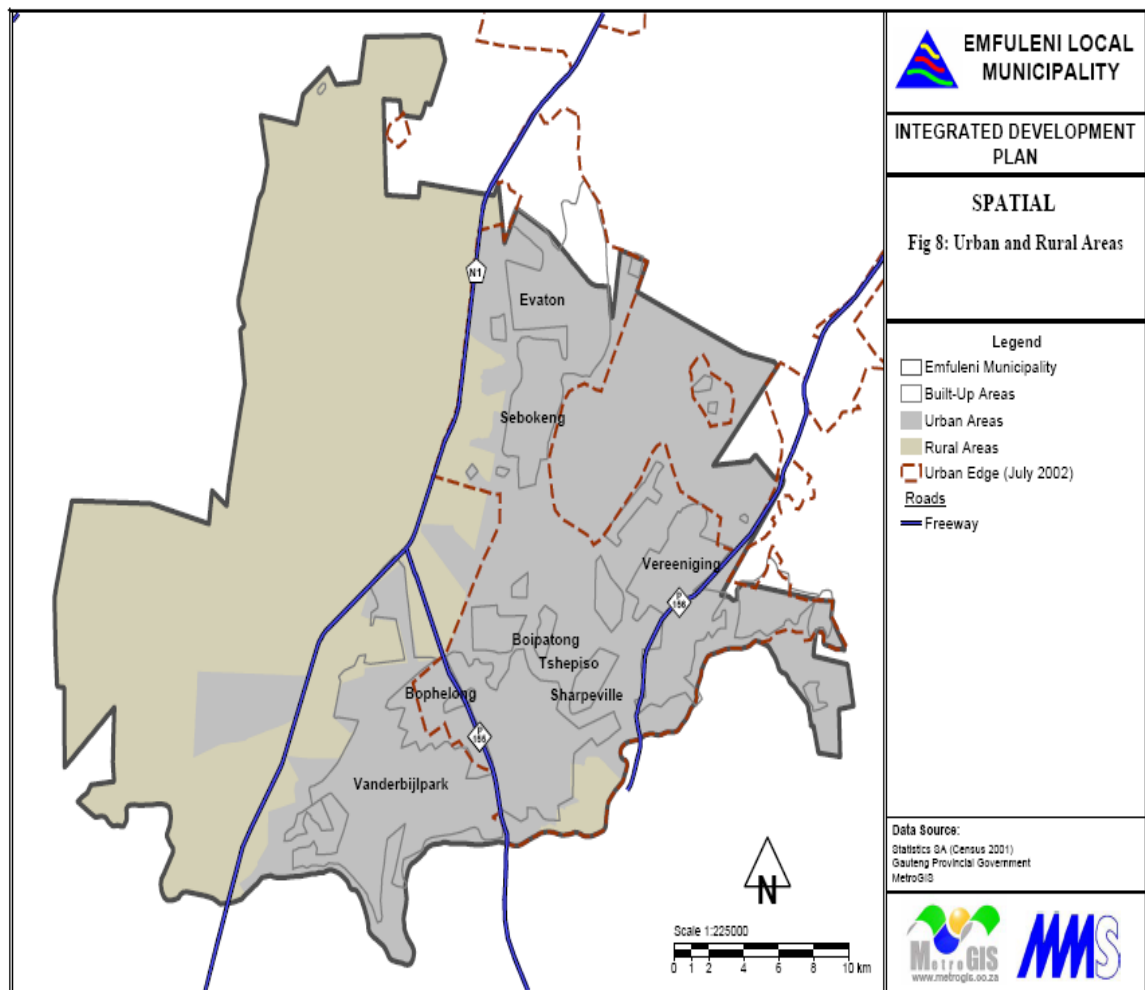 EMFULENI LOCAL
MUNICIPALITY
INTEGRATED DEVELOPMENT
PLAN
SPATIAL
Fig 8: Urban and Rural Areas
Legend
Emfuleni Municipality
Built-Up Areas
Urban Areas
Rural Areas
Urban Edge (July 2002)
Roads
Freeway
N1
Evaton
Sebokeng
Vereeniging
P
156
Boipatong
Tshepiso
Bophelong
Sharpeville
P
155
Vanderbijlpark
N
Scale 1:225000
0 1 2 4 6 8 10 km
Data Source:
Statistics SA (Census 2001)
Gauteng Provincial Government
MetroGIS
MetroGIS
www.metrogis.co.za
MMS